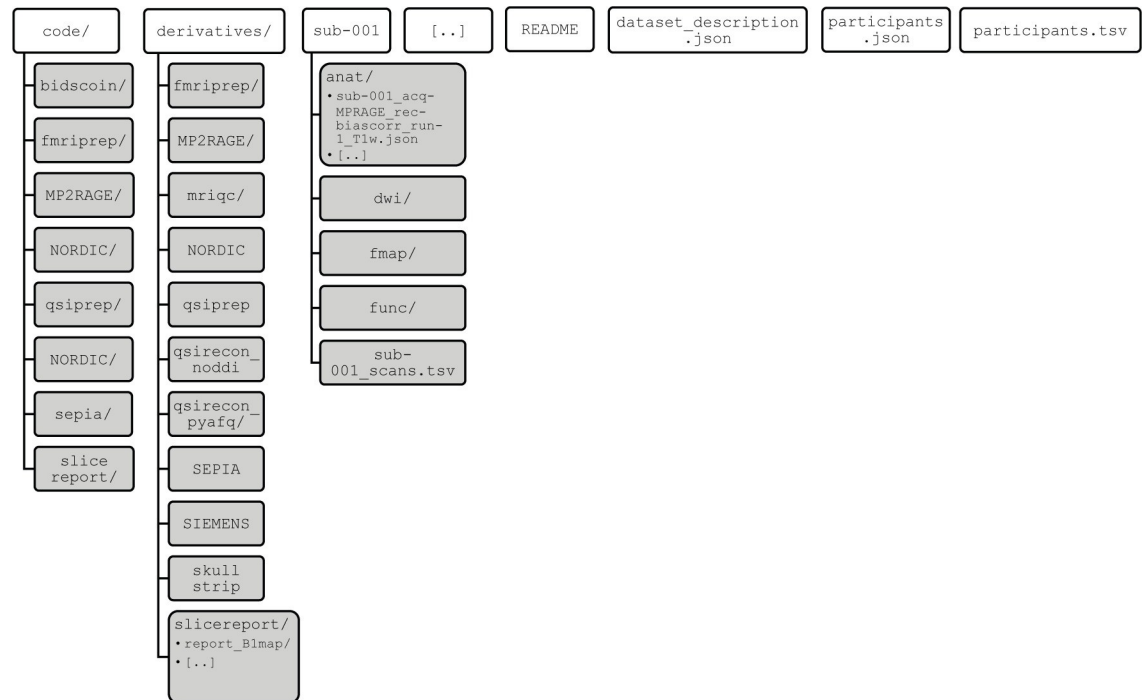 code/
derivatives/
sub-001
[..]
README
dataset_description
.json
participants
.json
participants.tsv
bidscoin/
fmriprep/
MP2RAGE/
NORDIC/
qsiprep/
NORDIC/
sepia/
slice
report/
fmriprep/
MP2RAGE/
mriqc/
NORDIC
qsiprep
qsirecon_
noddi
qsirecon_
pyafq/
SEPIA
SIEMENS
skull
strip
slicereport/
•report_B1map/
•[..]
anat/
•sub-001_acq-
MPRAGE_rec-
biascorr_run-
1_T1w.json
•[..]
dwi/
fmap/
func/
sub-
001_scans.tsv